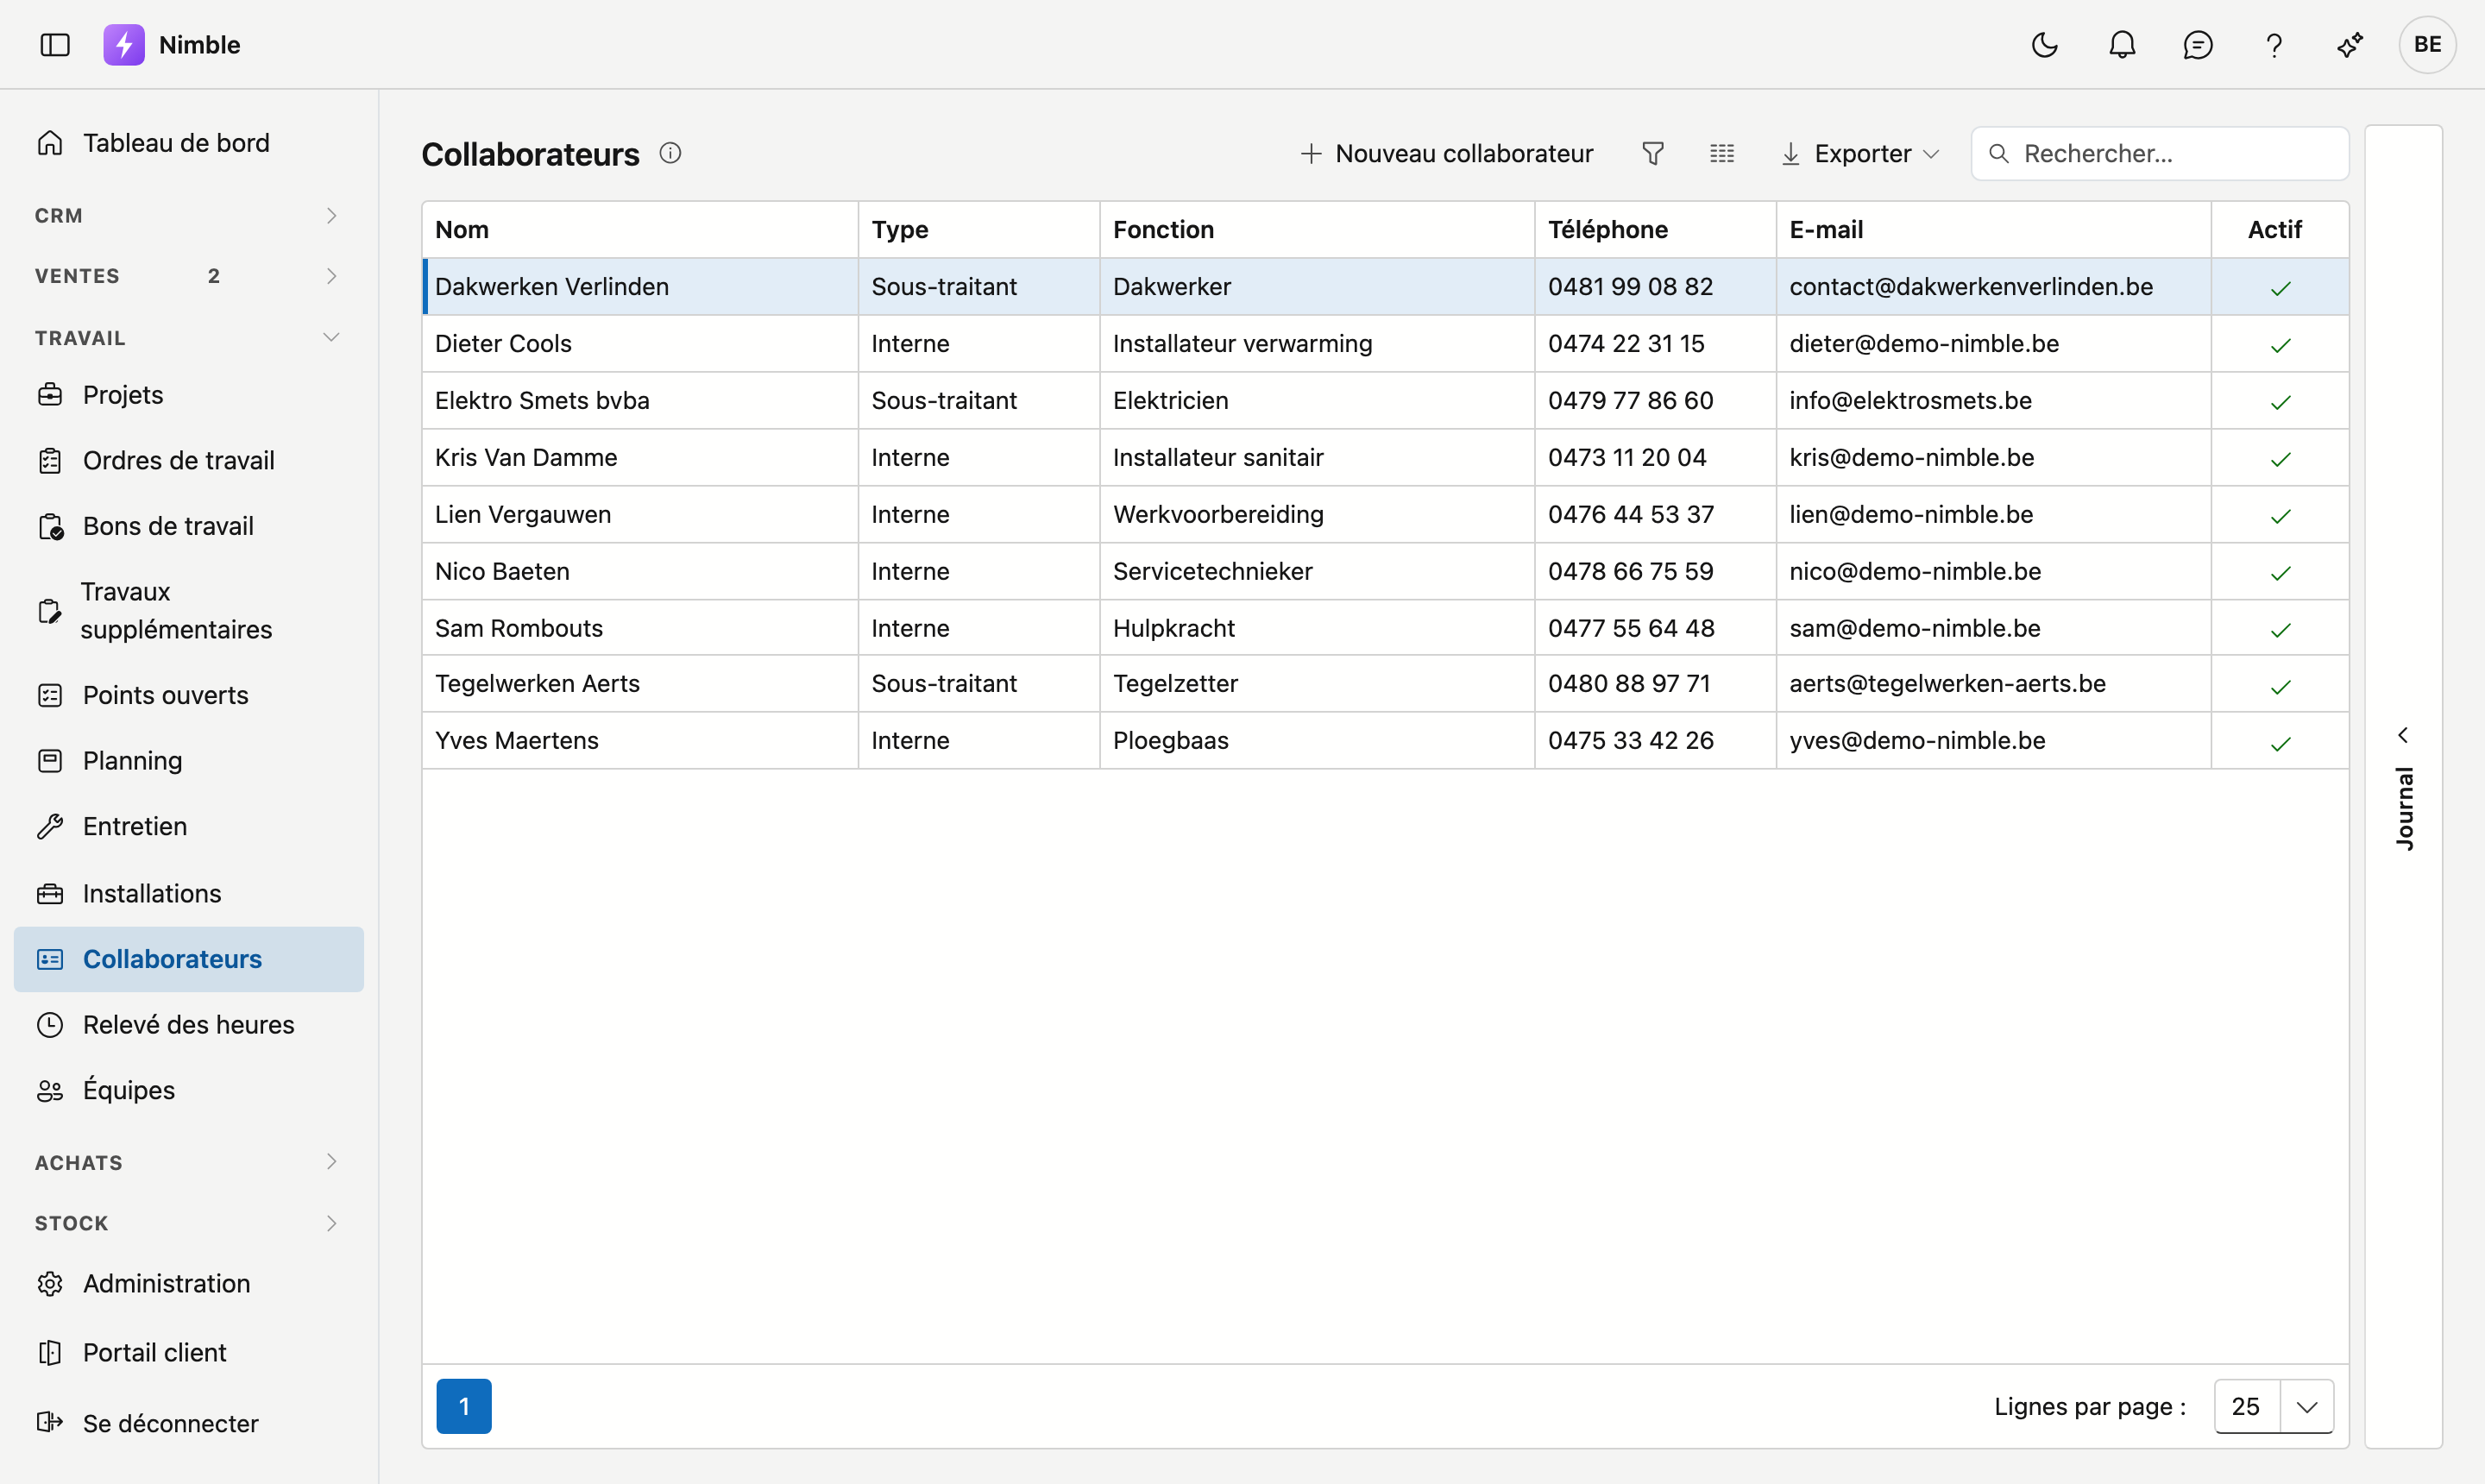 Nimble
BE
Tableau de bord
CRM
VENTES 2
TRAVAIL
Projets
Ordres de travail
Bons de travail
Travaux
supplémentaires
Points ouverts
Planning
Entretien
Installations
Collaborateurs
Relevé des heures
Équipes
ACHATS
STOCK
Administration
Portail client
Se déconnecter
Collaborateurs
Nouveau collaborateur
Exporter
Rechercher...
Nom Type Fonction Téléphone E-mail Actif
Dakwerken Verlinden Sous-traitant Dakwerker 0481 99 08 82 contact@dakwerkenverlinden.be
Dieter Cools Interne Installateur verwarming 0474 22 31 15 dieter@demo-nimble.be
Elektro Smets bvba Sous-traitant Elektricien 0479 77 86 60 info@elektrosmets.be
Kris Van Damme Interne Installateur sanitair 0473 11 20 04 kris@demo-nimble.be
Lien Vergauwen Interne Werkvoorbereiding 0476 44 53 37 lien@demo-nimble.be
Nico Baeten Interne Servicetechnieker 0478 66 75 59 nico@demo-nimble.be
Sam Rombouts Interne Hulpkracht 0477 55 64 48 sam@demo-nimble.be
Tegelwerken Aerts Sous-traitant Tegelzetter 0480 88 97 71 aerts@tegelwerken-aerts.be
Yves Maertens Interne Ploegbaas 0475 33 42 26 yves@demo-nimble.be
1
Lignes par page : 25
Journal